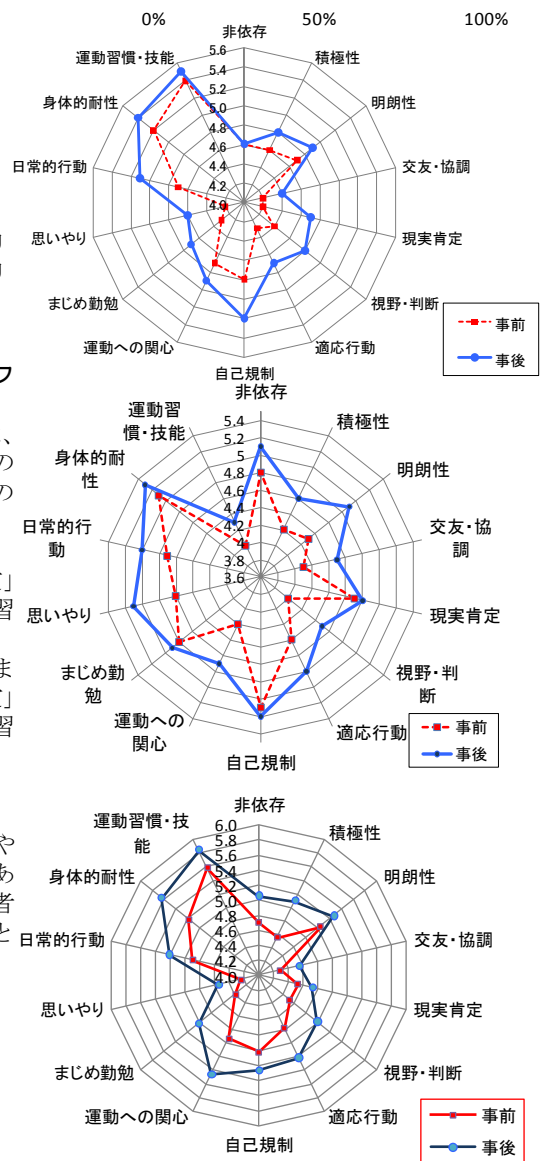 0%
50%
100%
非依存
積極性
明朗性
交友・協調
現実肯定
視野・判断
適応行動
自己規制
運動への関心
まじめ勤勉
思いやり
日常的行動
身体的耐性
運動習慣・技能
5.6
5.4
5.2
5.0
4.8
4.6
4.4
4.2
4.0
事前
事後
非依存
積極性
明朗性
交友・協
調
現実肯定
視野・判
断
適応行動
自己規制
運動への
関心
まじめ勤
勉
思いやり
日常的行
動
身体的耐
性
運動習
慣・技能
5.4
5.2
5
4.8
4.6
4.4
4.2
4
3.8
3.6
事前
事後
非依存
積極性
明朗性
交友・協調
現実肯定
視野・判断
適応行動
自己規制
運動への関心
まじめ勤勉
思いやり
日常的行動
身体的耐性
運動習慣・技
能
6.0
5.8
5.6
5.4
5.2
5.0
4.8
4.6
4.4
4.2
4.0
事前
事後
フ
、
の
の
」
習
ま
」
習
や
あ
者
と